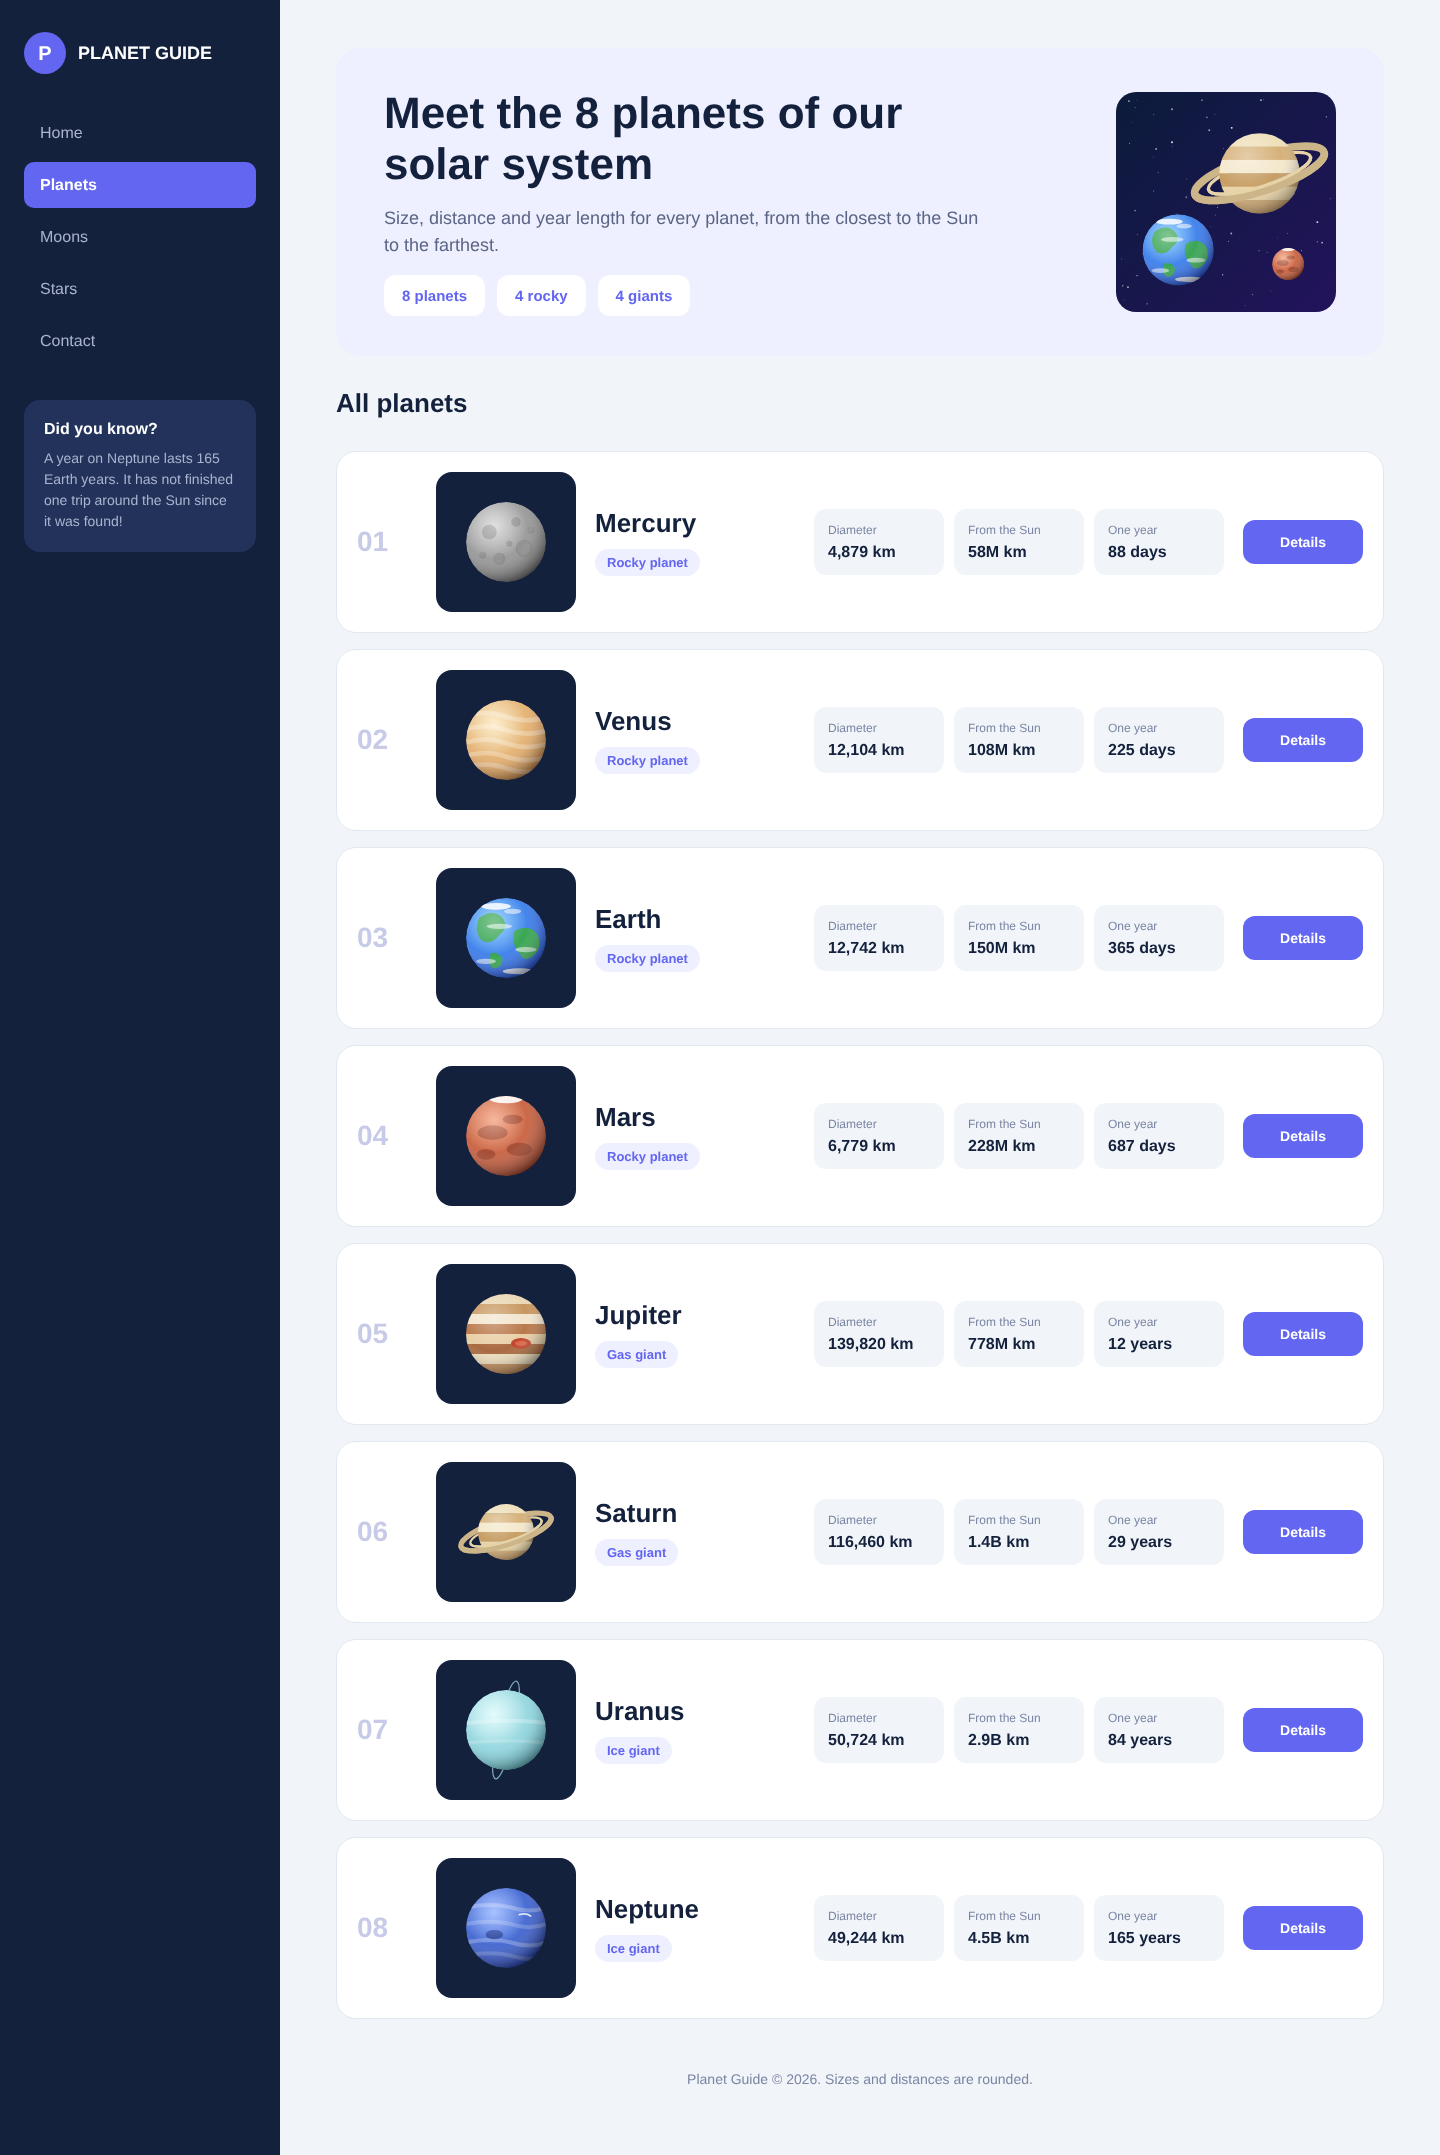 P PLANET GUIDE
Home
Planets
Moons
Stars
Contact
Did you know?
A year on Neptune lasts 165
Earth years. It has not finished
one trip around the Sun since
it was found!
Meet the 8 planets of our
solar system
Size, distance and year length for every planet, from the closest to the Sun
to the farthest.
8 planets 4 rocky 4 giants
All planets
01
Mercury
Rocky planet
Diameter
4,879 km
From the Sun
58M km
One year
88 days
Details
02
Venus
Rocky planet
Diameter
12,104 km
From the Sun
108M km
One year
225 days
Details
03
Earth
Rocky planet
Diameter
12,742 km
From the Sun
150M km
One year
365 days
Details
04
Mars
Rocky planet
Diameter
6,779 km
From the Sun
228M km
One year
687 days
Details
05
Jupiter
Gas giant
Diameter
139,820 km
From the Sun
778M km
One year
12 years
Details
06
Saturn
Gas giant
Diameter
116,460 km
From the Sun
1.4B km
One year
29 years
Details
07
Uranus
Ice giant
Diameter
50,724 km
From the Sun
2.9B km
One year
84 years
Details
08
Neptune
Ice giant
Diameter
49,244 km
From the Sun
4.5B km
One year
165 years
Details
Planet Guide © 2026. Sizes and distances are rounded.